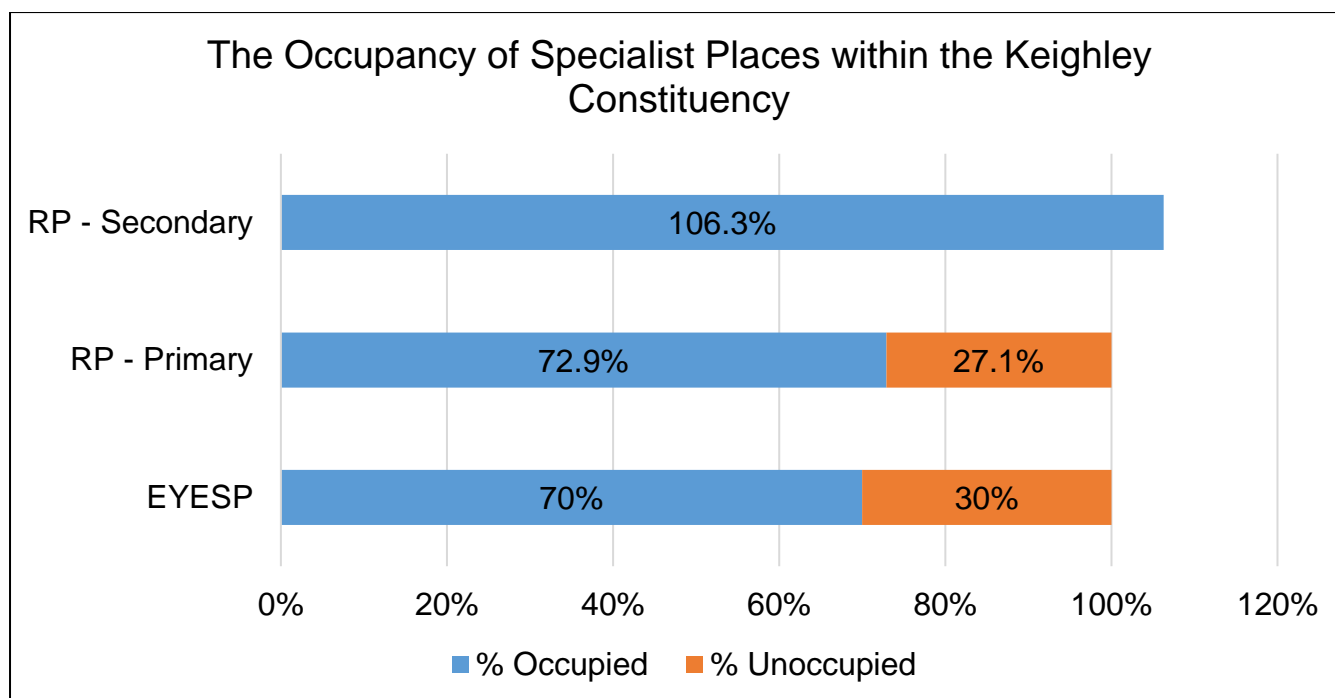 The Occupancy of Specialist Places within the Keighley
Constituency
RP - Secondary
106.3%
RP - Primary
72.9%
27.1%
EYESP
70%
30%
0%
20%
40%
60%
80%
100%
120%
% Occupied
% Unoccupied